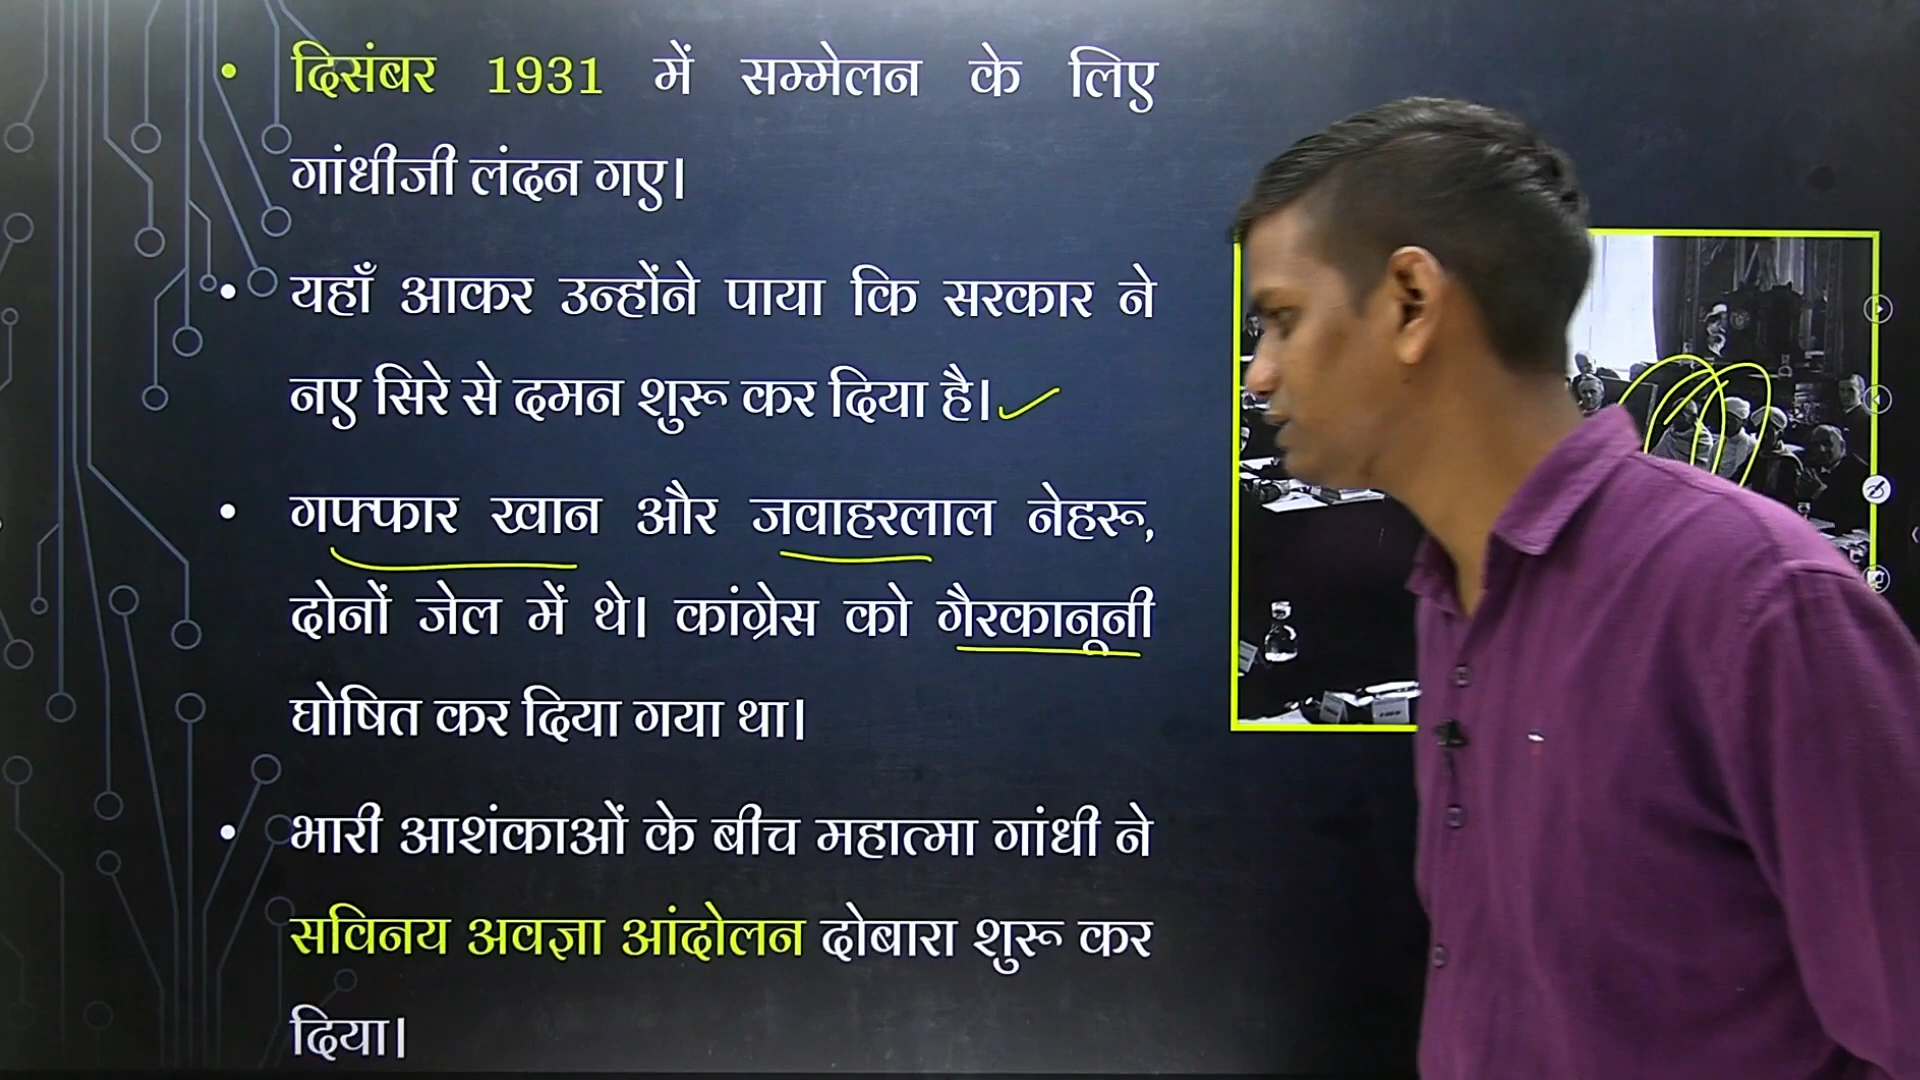 • दिसंबर 1931 में सम्मेलन के लिए
गांधीजी लंदन गए।
• यहाँ आकर उन्होंने पाया कि सरकार ने
नए सिरे से दमन शुरू कर दिया है।
• गफ्फार खान और जवाहरलाल नेहरू,
दोनों जेल में थे। कांग्रेस को गैरकानूनी
घोषित कर दिया गया था।
• भारी आशंकाओं के बीच महात्मा गांधी ने
सविनय अवज्ञा आंदोलन दोबारा शुरू कर
दिया।